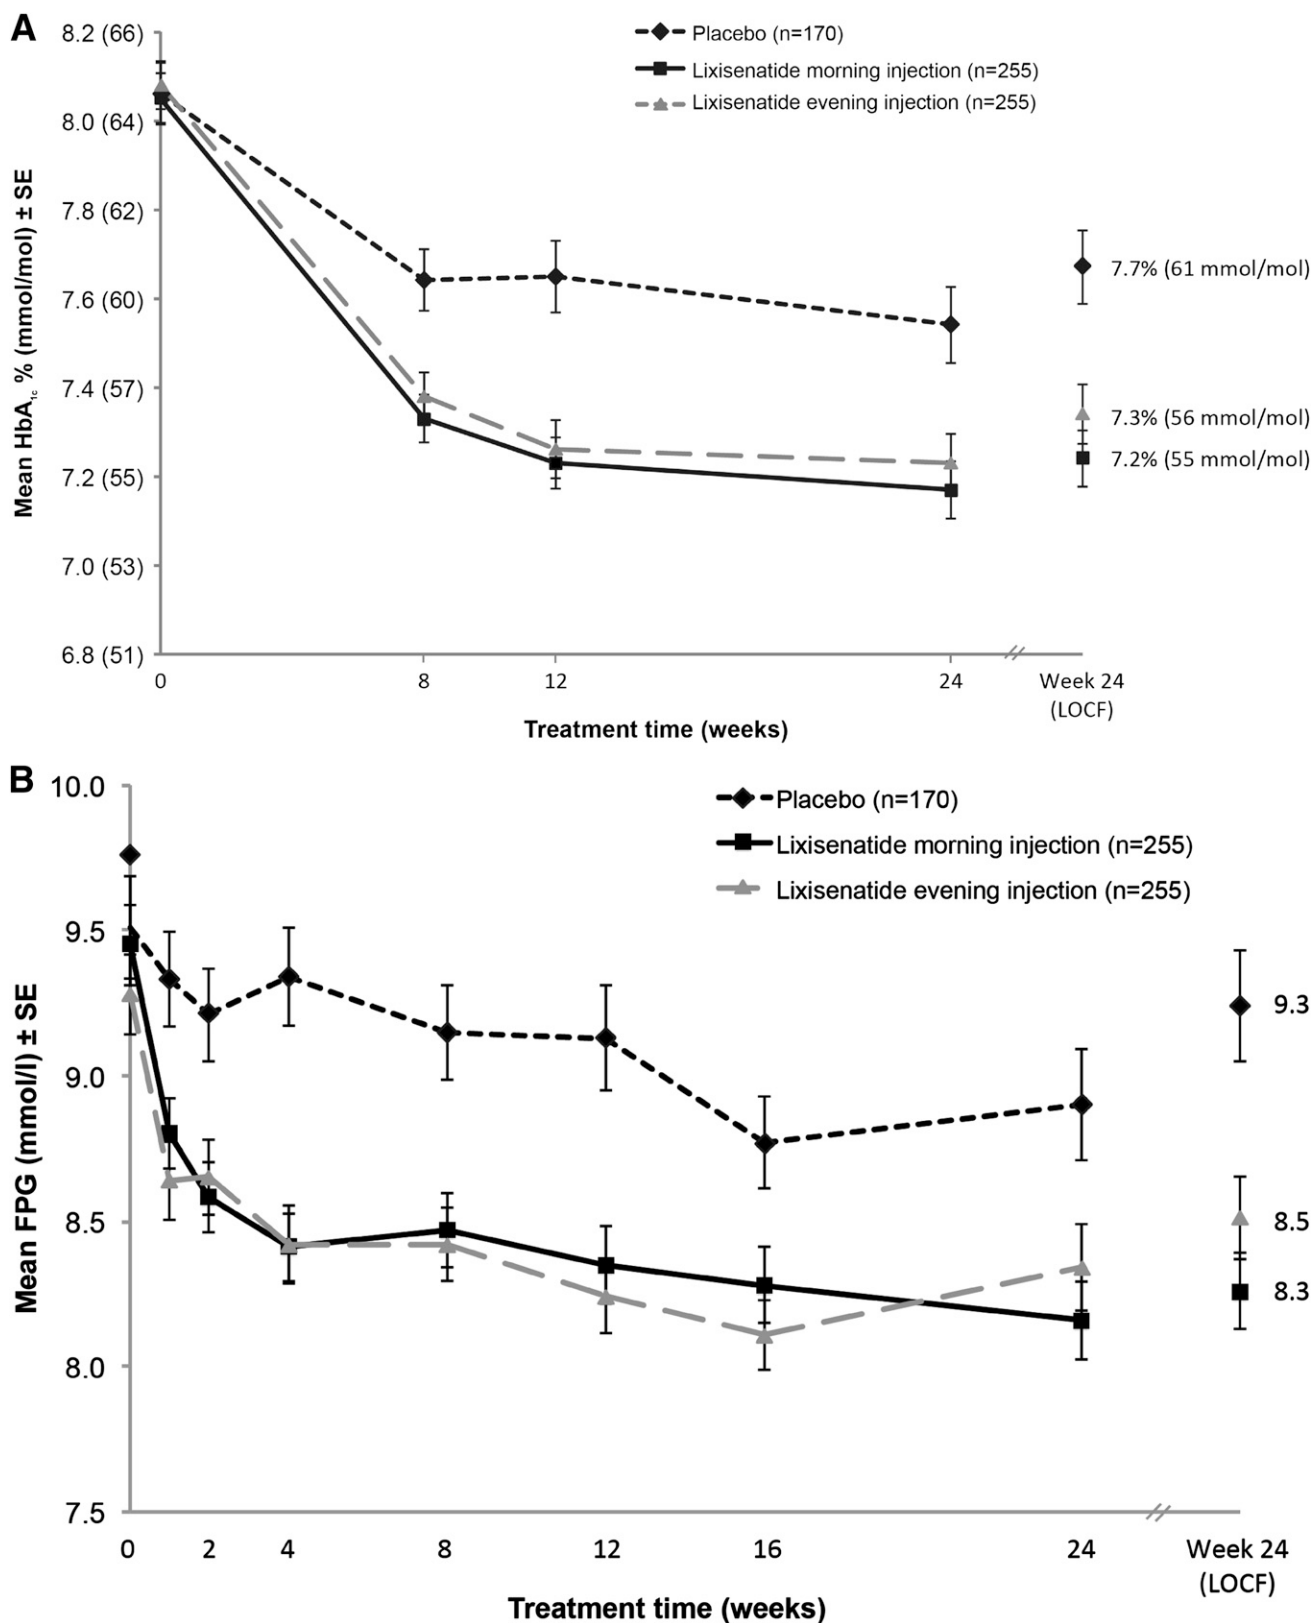 A
8.2 (66)
8.0 (64)
7.8 (62)
7.6 (60)
7.4 (57)
7.2 (55)
7.0 (53)
6.8 (51)
Mean HbA1c % (mmol/mol) ± SE
Placebo (n=170)
Lixisenatide morning injection (n=255)
Lixisenatide evening injection (n=255)
7.7% (61 mmol/mol)
7.3% (56 mmol/mol)
7.2% (55 mmol/mol)
0 8 12 24 Week 24
(LOCF)
Treatment time (weeks)
B
10.0
9.5
9.0
8.5
8.0
7.5
Mean FPG (mmol/l) ± SE
Placebo (n=170)
Lixisenatide morning injection (n=255)
Lixisenatide evening injection (n=255)
9.3
8.5
8.3
0 2 4 8 12 16 24 Week 24
(LOCF)
Treatment time (weeks)